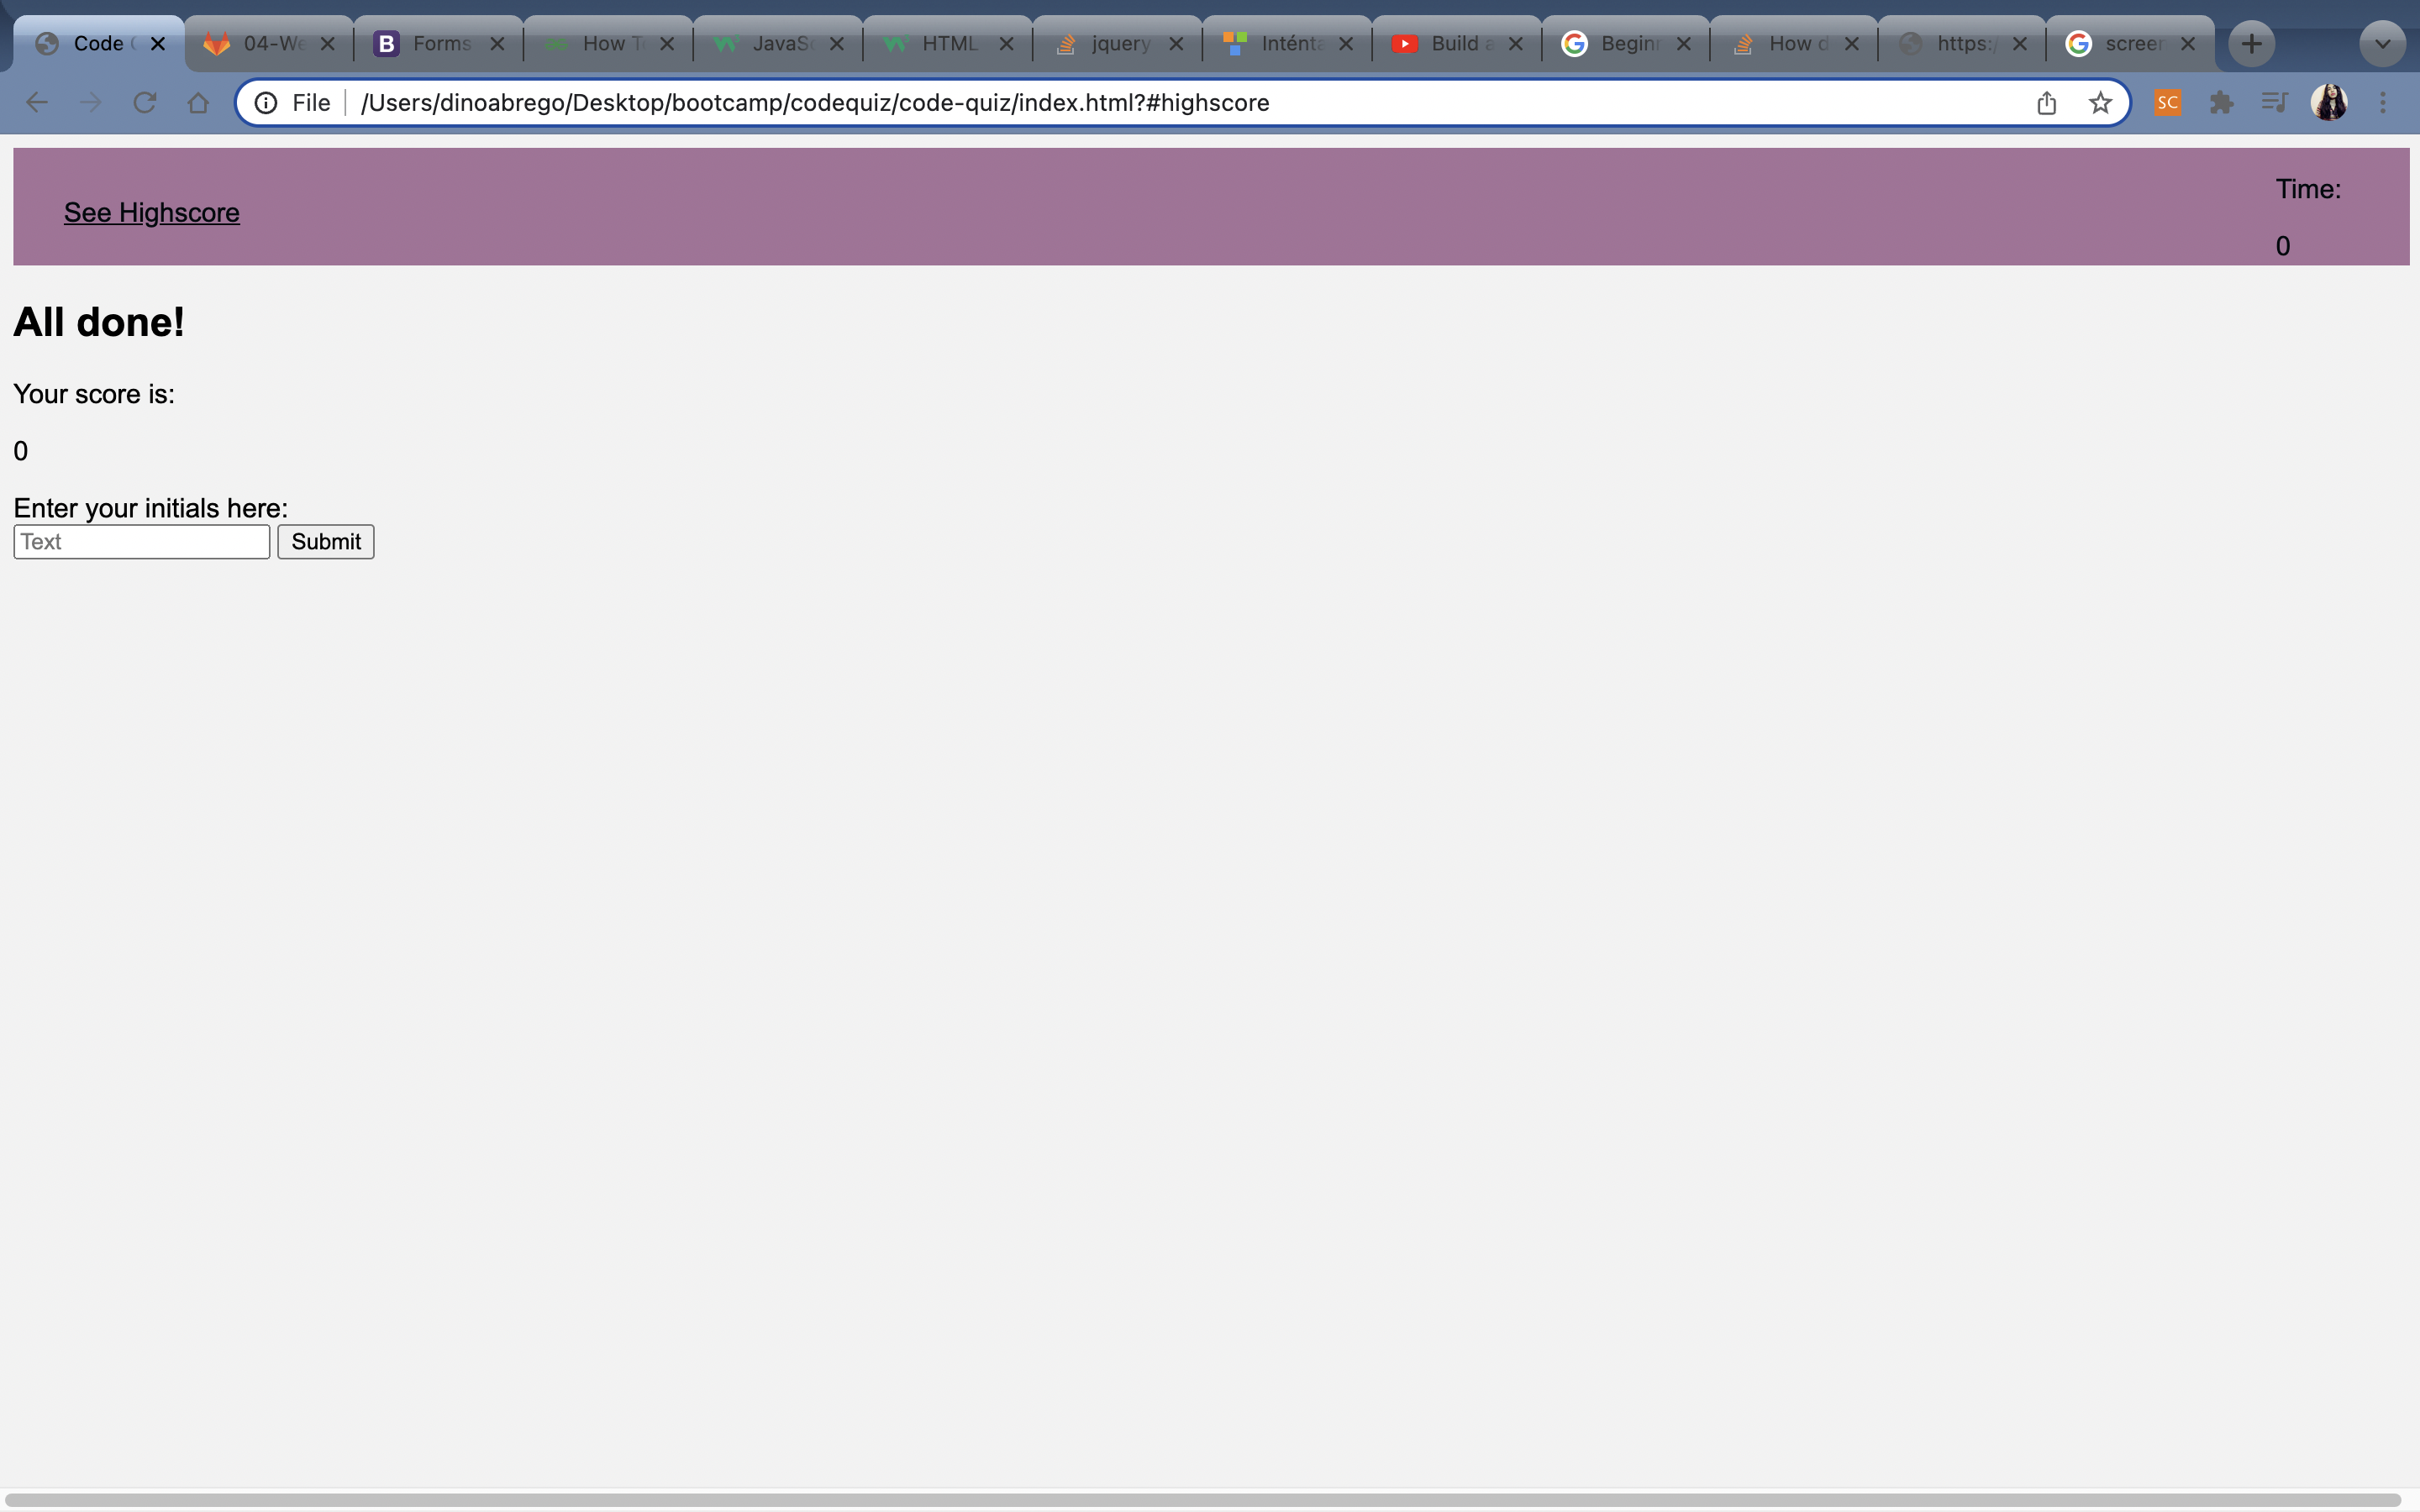 Code
04-We
Forms
How T
JavaSc
HTML
jquery
Inténta
Build a
Beginn
How d
https:/
screen
File
/Users/dinoabrego/Desktop/bootcamp/codequiz/code-quiz/index.html?#highscore
SC
See Highscore
Time:
0
All done!
Your score is:
0
Enter your initials here:
Text
Submit